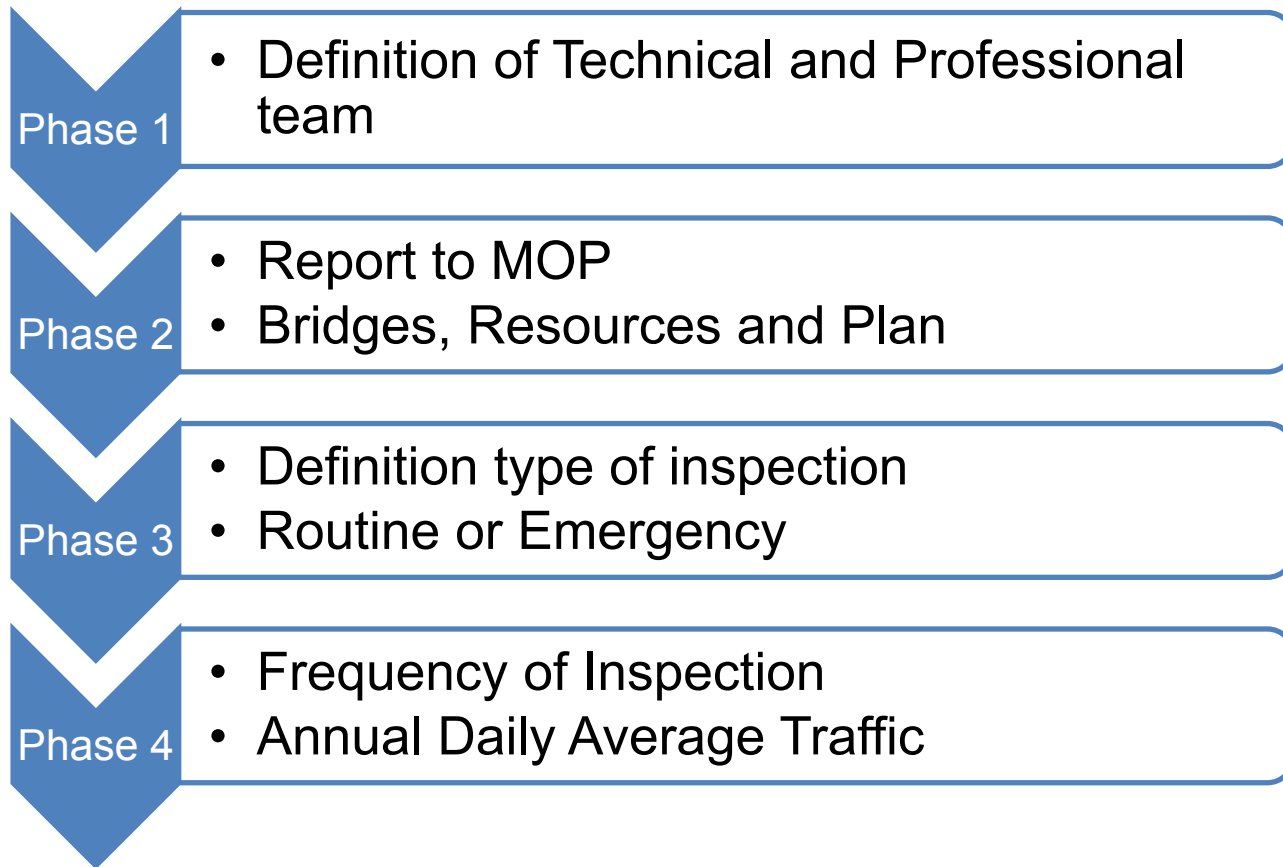 Phase 1
• Definition of Technical and Professional
team
Phase 2
• Report to MOP
• Bridges, Resources and Plan
Phase 3
• Definition type of inspection
• Routine or Emergency
Phase 4
• Frequency of Inspection
• Annual Daily Average Traffic